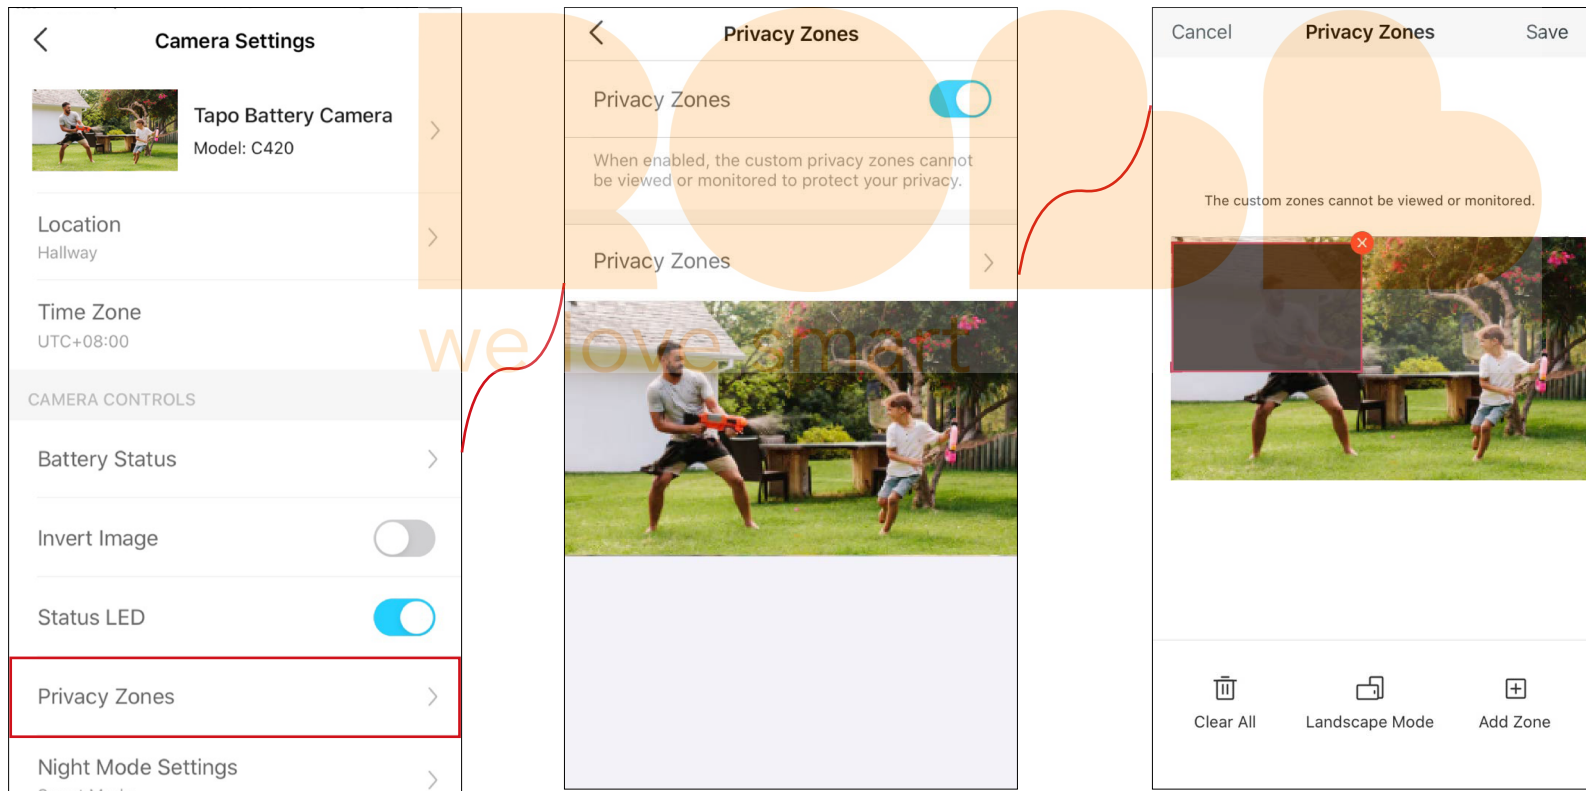 Camera Settings
Tapo Battery Camera
Model: C420
Location
Hallway
Time Zone
UTC+08:00
CAMERA CONTROLS
Battery Status
Invert Image
Status LED
Privacy Zones
Night Mode Settings
Privacy Zones
Privacy Zones
When enabled, the custom privacy zones cannot
be viewed or monitored to protect your privacy.
Privacy Zones
Cancel
Privacy Zones
Save
The custom zones cannot be viewed or monitored.
Clear All
Landscape Mode
Add Zone
we love smart